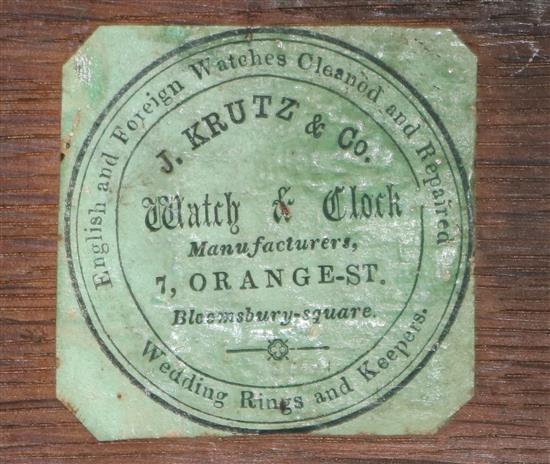 English and Foreign Watches Cleaned and Repaired
J. KRUTZ & Co.
Watch & Clock
Manufacturers,
7, ORANGE-ST.
Bloomsbury-square.
Wedding Rings and Keepers.